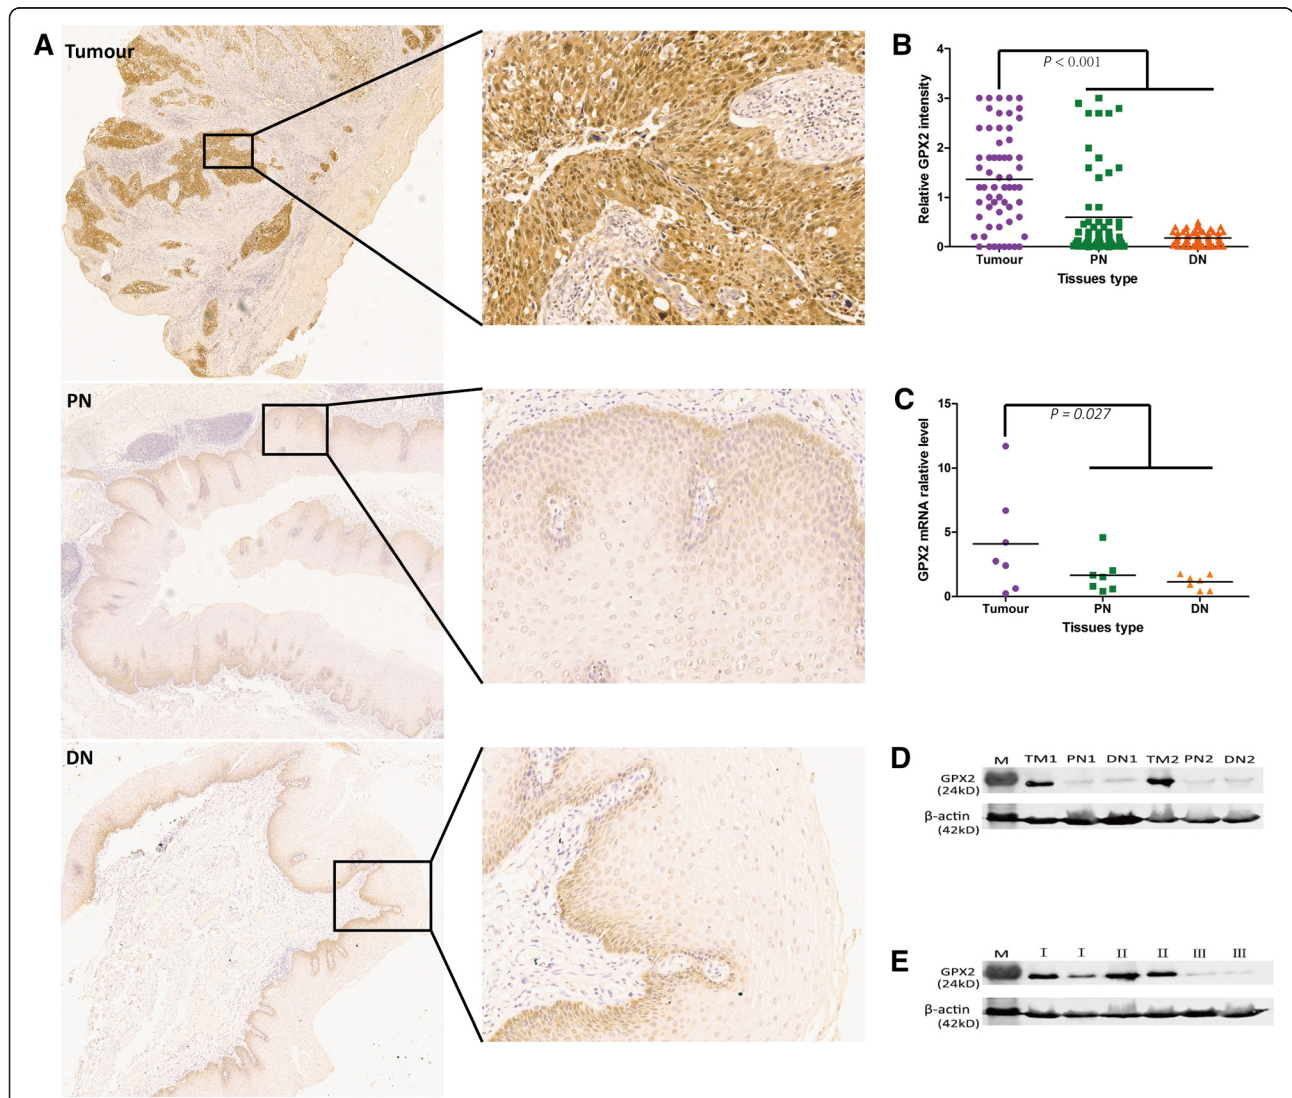 A
Tumour
PN
DN
B
Relative GPX2 intensity
4
3
2
1
0
P < 0.001
Tumour PN DN
Tissues type
C
GPX2 mRNA ralative level
15
10
5
0
P = 0.027
Tumour PN DN
Tissues type
D
M TM1 PN1 DN1 TM2 PN2 DN2
GPX2
(24kD)
β-actin
(42kD)
E
M I I II II III III
GPX2
(24kD)
β-actin
(42kD)